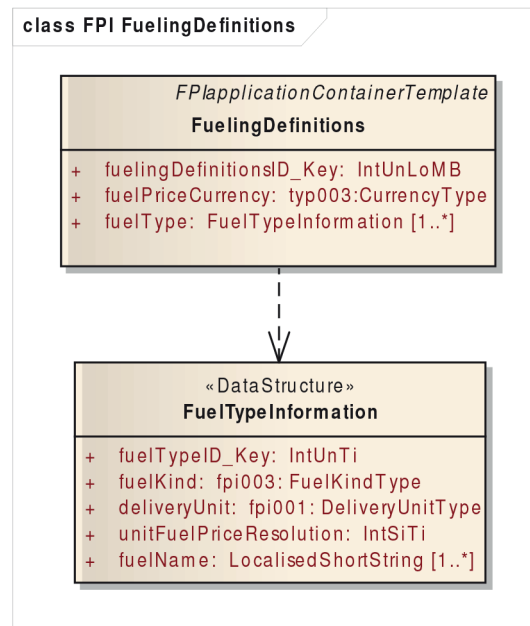 class FPI FuelingDefinitions
FPIapplicationContainerTemplate
FuelingDefinitions
+ fuelingDefinitionsID_Key: IntUnLoMB
+ fuelPriceCurrency: typ003:CurrencyType
+ fuelType: FuelTypeInformation [1..*]
«DataStructure»
FuelTypeInformation
+ fuelTypeID_Key: IntUnTi
+ fuelKind: fpi003:FuelKindType
+ deliveryUnit: fpi001:DeliveryUnitType
+ unitFuelPriceResolution: IntSiTi
+ fuelName: LocalisedShortString [1..*]